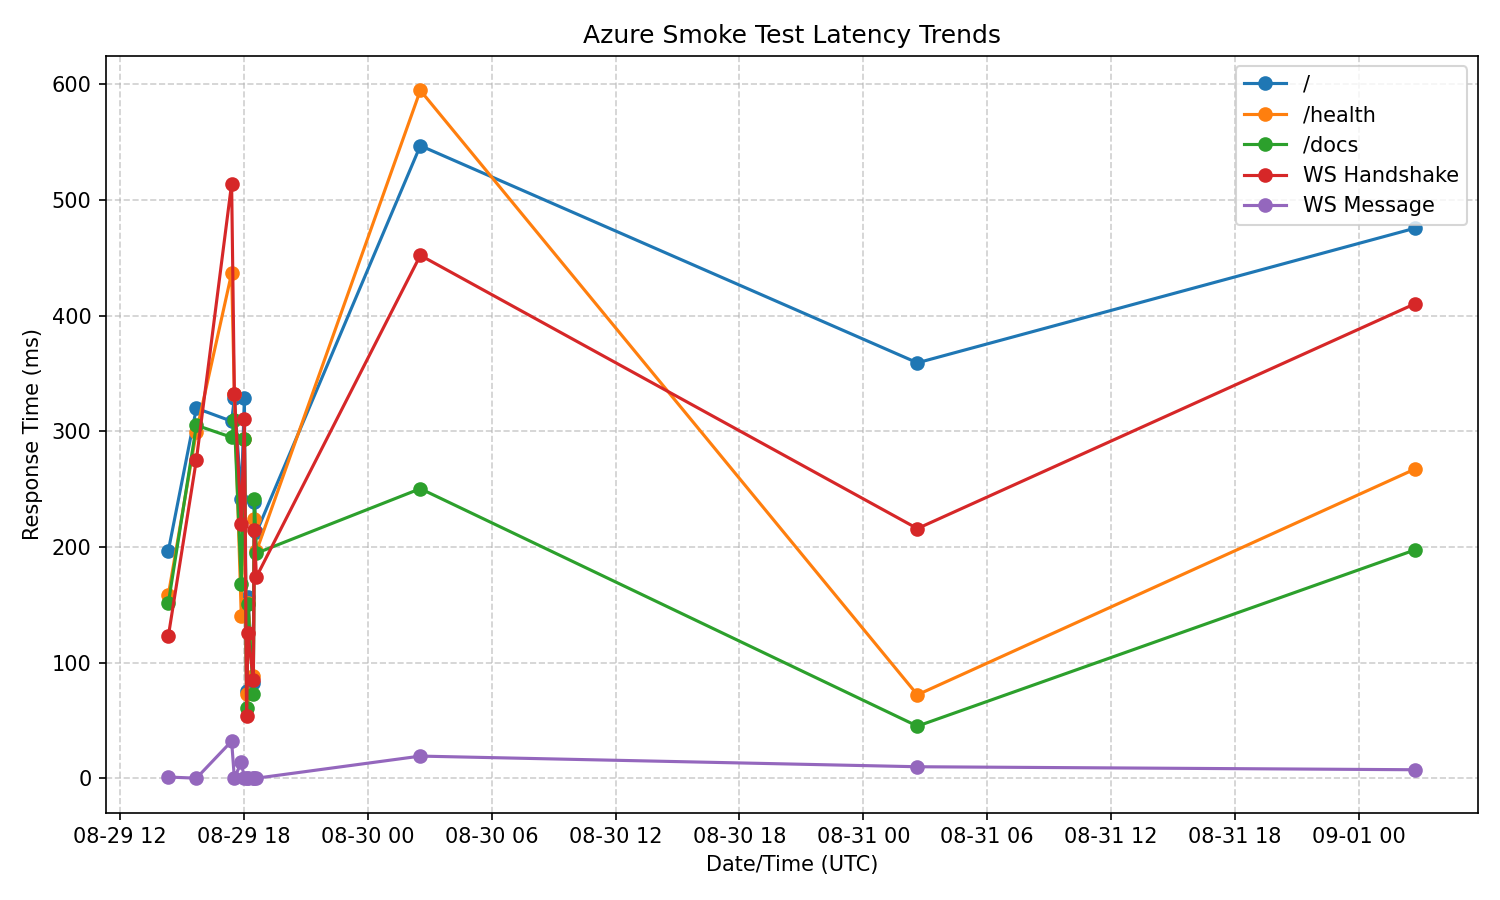 Azure Smoke Test Latency Trends
600
500
400
300
200
100
0
Response Time (ms)
/
/health
/docs
WS Handshake
WS Message
08-29 12 08-29 18 08-30 00 08-30 06 08-30 12 08-30 18 08-31 00 08-31 06 08-31 12 08-31 18 09-01 00
Date/Time (UTC)